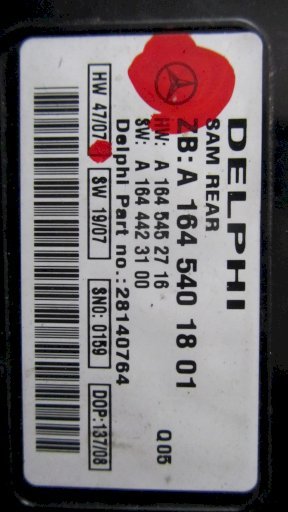 DELPHI
SAM REAR
ZB: A 164 540 18 01
HW: A 164 545 27 16
SW: A 164 442 31 00
Q 05
Delphi Part no.: 28140764
HW 47/07 SW 19/07 SNO: 0159 DOP:137/08